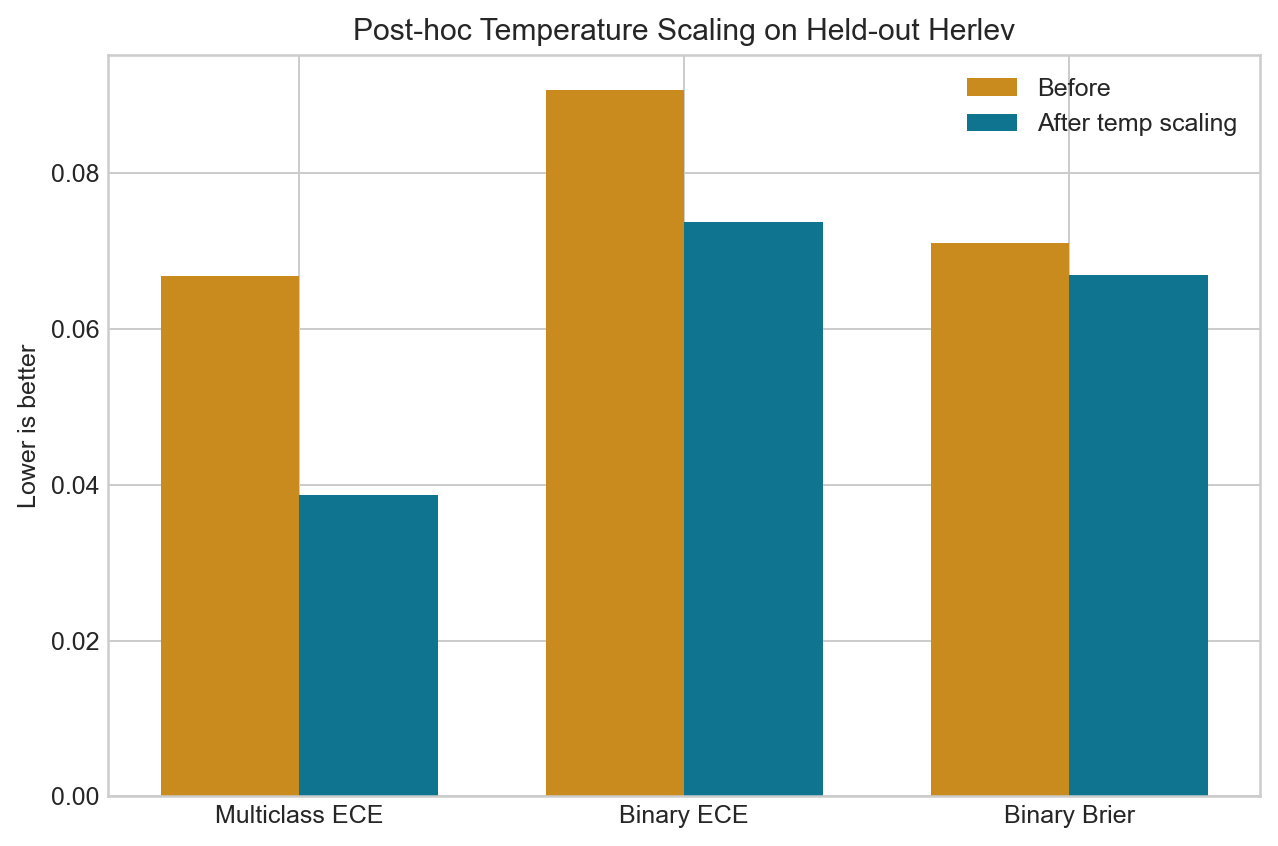 Post-hoc Temperature Scaling on Held-out Herlev
Before
After temp scaling
Lower is better
0.08
0.06
0.04
0.02
0.00
Multiclass ECE
Binary ECE
Binary Brier